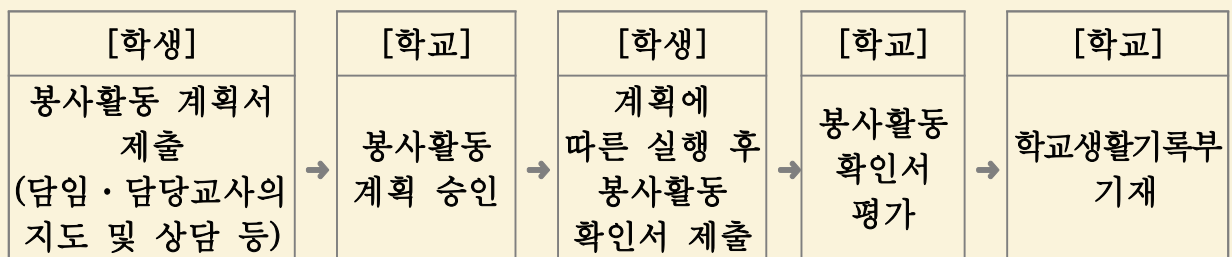 [학생]
봉사활동 계획서
제출
(담임·담당교사의
지도 및 상담 등)
➜
[학교]
봉사활동
계획 승인
➜
[학생]
계획에
따른 실행 후
봉사활동
확인서 제출
➜
[학교]
봉사활동
확인서
평가
➜
[학교]
학교생활기록부
기재